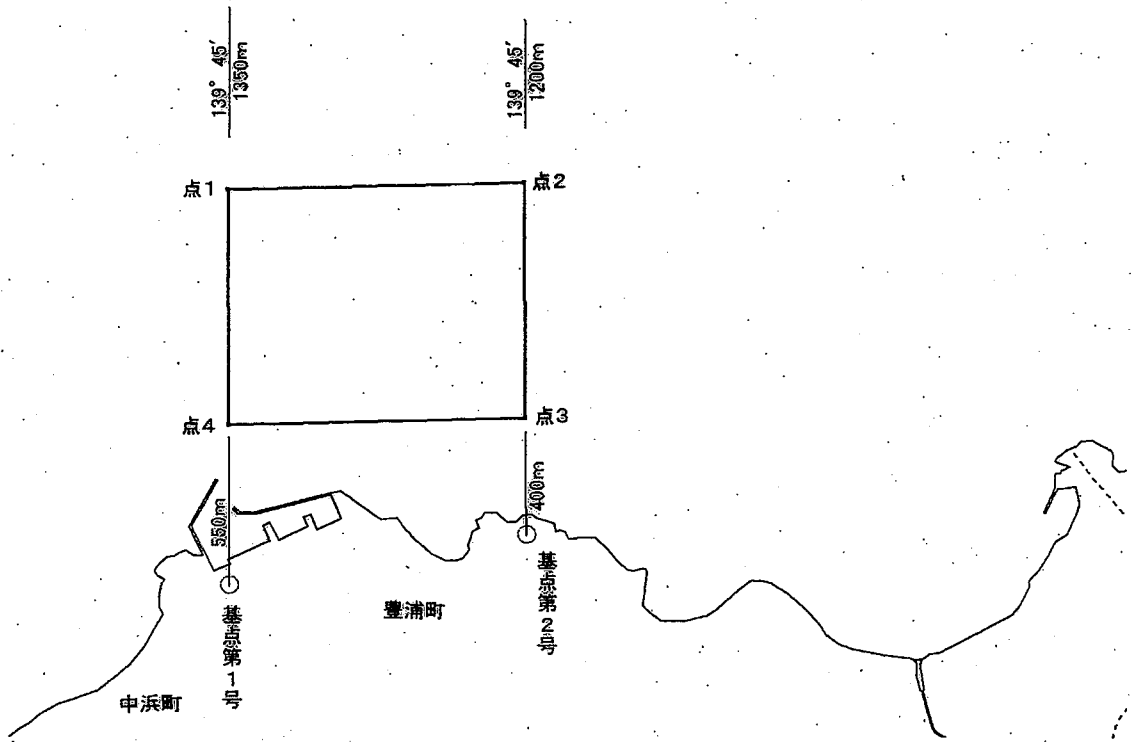 139° 45′
1350m
139° 45′
1200m
点1
点2
点4
点3
550m
400m
基点第1号
基点第2号
豊浦町
中浜町